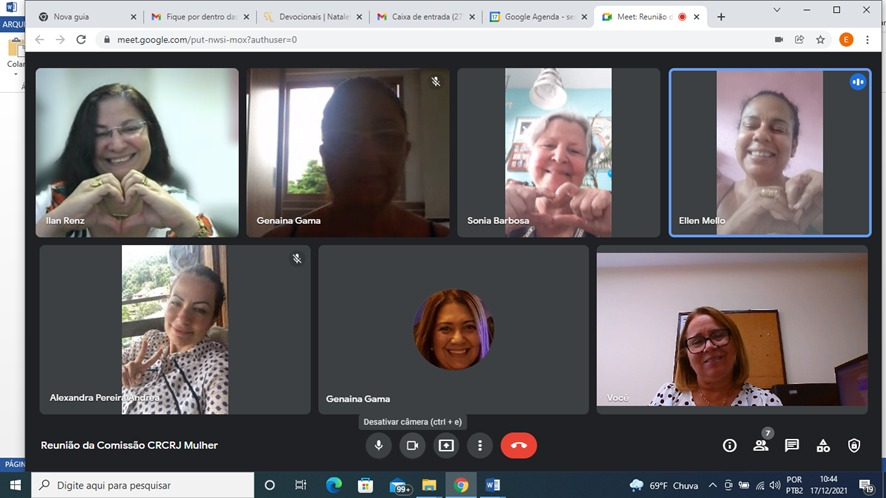 Nova guia
Fique por dentro da
Devocionais | Natale
Caixa de entrada (27
Google Agenda - se
Meet: Reunião d
ARQU
meet.google.com/put-nwsi-mox?authuser=0
E
Colar
Ilan Renz
Genaina Gama
Sonia Barbosa
Ellen Mello
Alexandra Pereira Andrea
Genaina Gama
Você
Desativar câmera (ctrl + e)
Reunião da Comissão CRCRJ Mulher
7
PÁGIN
Digite aqui para pesquisar
99+
69°F Chuva
POR
PTB2
10:44
17/12/2021
19